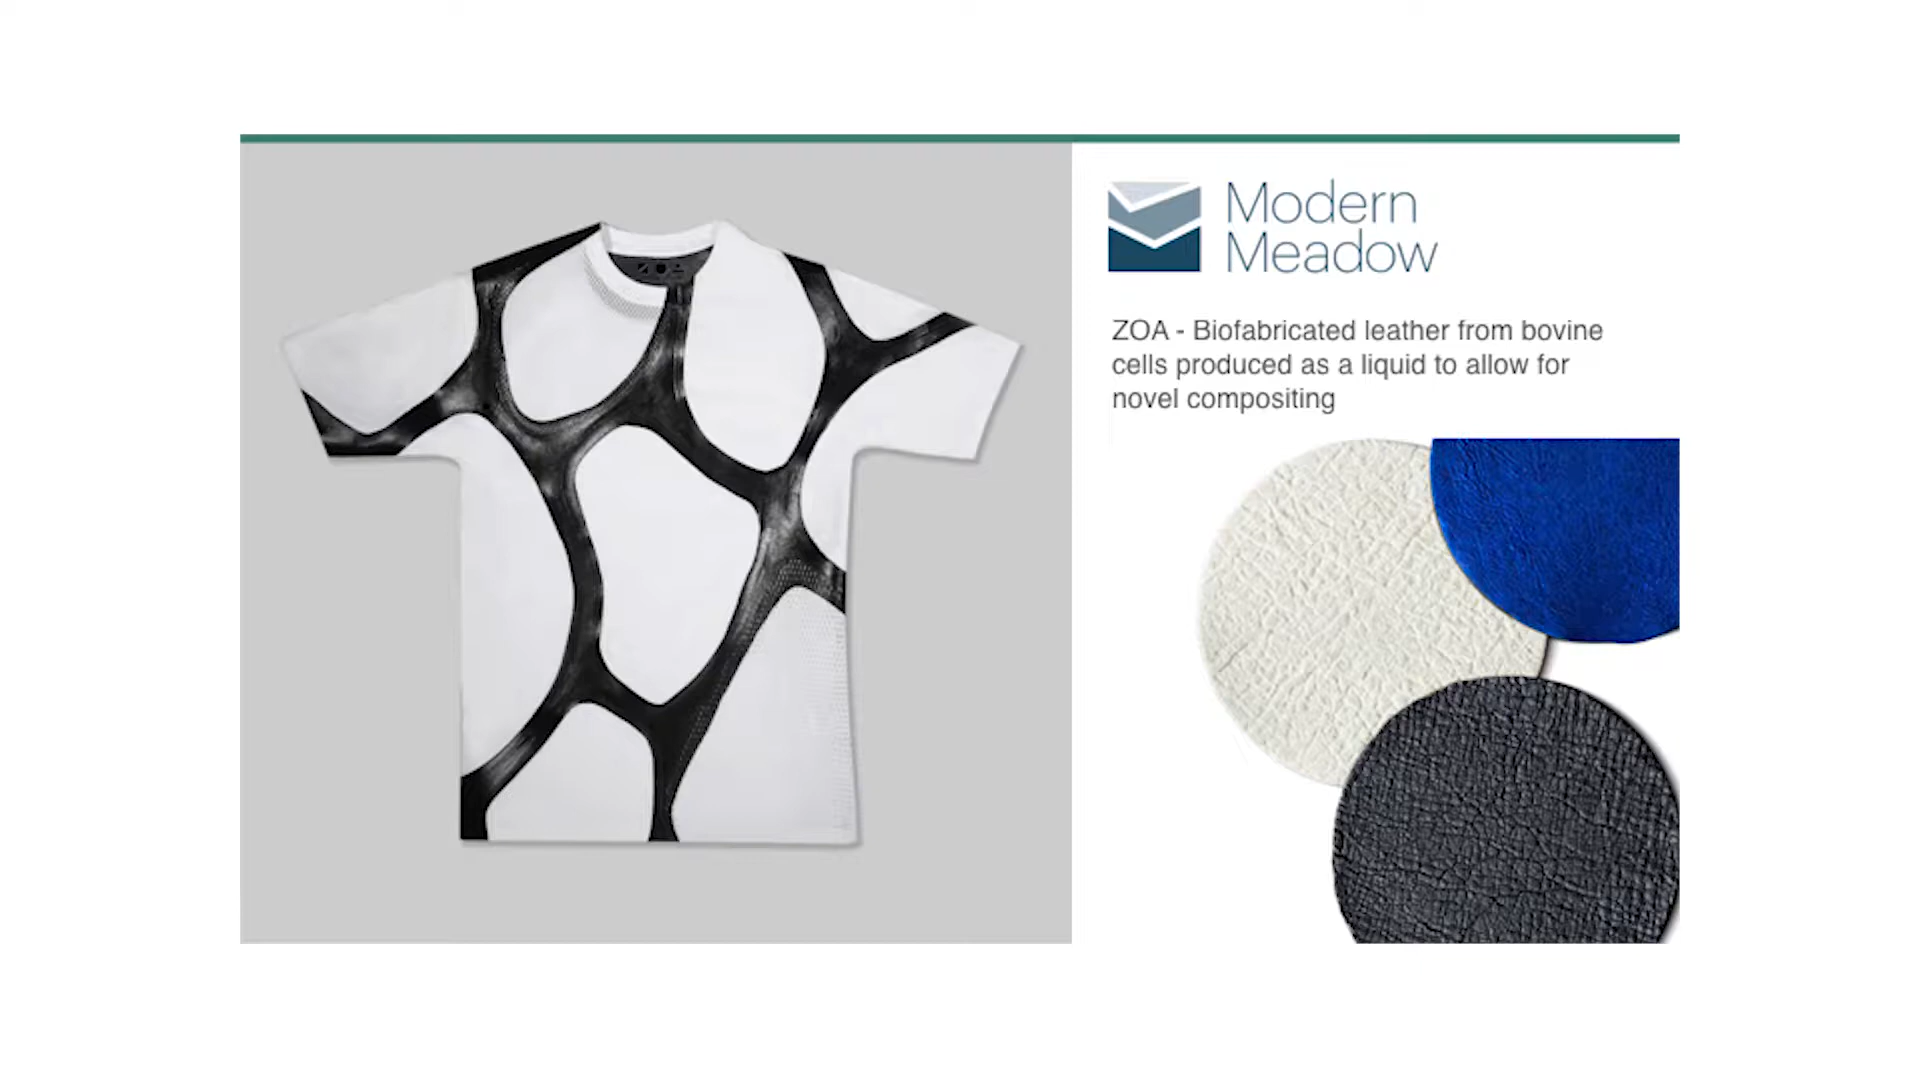 Modern
Meadow
ZOA - Biofabricated leather from bovine
cells produced as a liquid to allow for
novel compositing